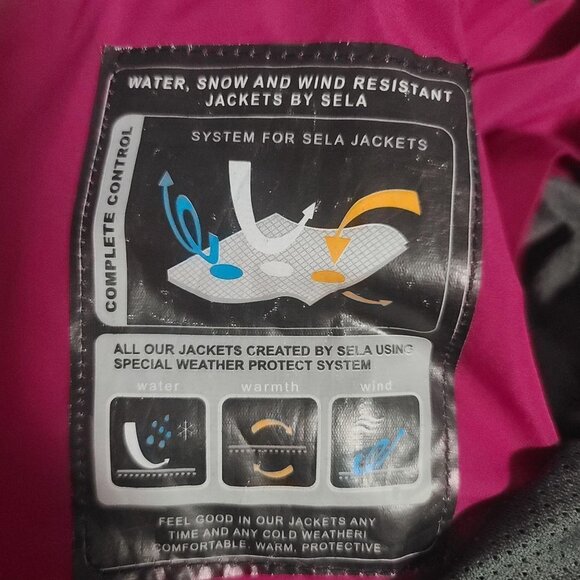 WATER, SNOW AND WIND RESISTANT
JACKETS BY SELA
COMPLETE CONTROL
SYSTEM FOR SELA JACKETS
ALL OUR JACKETS CREATED BY SELA USING
SPECIAL WEATHER PROTECT SYSTEM
water
warmth
wind
FEEL GOOD IN OUR JACKETS ANY
TIME AND ANY COLD WEATHER!
COMFORTABLE, WARM, PROTECTIVE